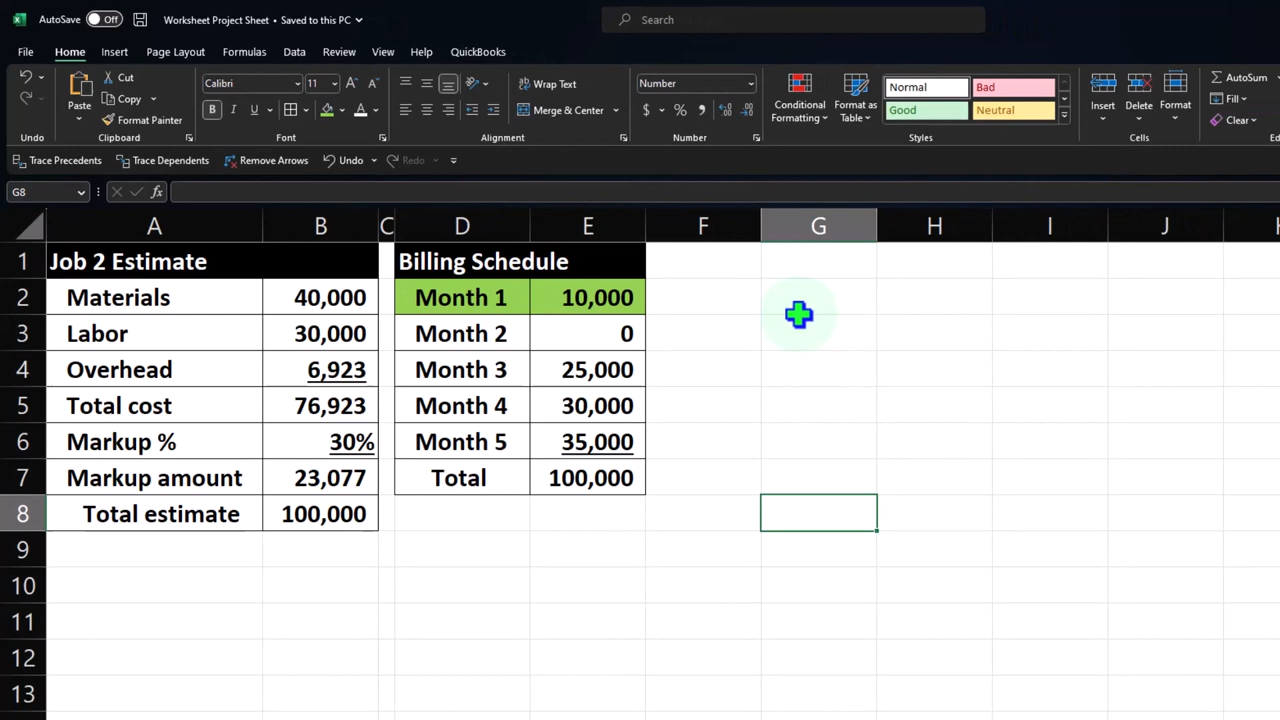 AutoSave Off Worksheet Project Sheet • Saved to this PC Search
File Home Insert Page Layout Formulas Data Review View Help QuickBooks
Undo
Paste
Cut
Copy
Format Painter
Clipboard
Calibri 11
B I U A
Font
Wrap Text
Merge & Center
Alignment
Number
$ % ,
Number
Conditional Formatting
Format as Table
Normal Bad
Good Neutral
Styles
Insert Delete Format
Cells
AutoSum
Fill
Clear
Trace Precedents Trace Dependents Remove Arrows Undo Redo
G8 fx
A B C D E F G H I J
1 Job 2 Estimate Billing Schedule
2 Materials 40,000 Month 1 10,000
3 Labor 30,000 Month 2 0
4 Overhead 6,923 Month 3 25,000
5 Total cost 76,923 Month 4 30,000
6 Markup % 30% Month 5 35,000
7 Markup amount 23,077 Total 100,000
8 Total estimate 100,000
9
10
11
12
13